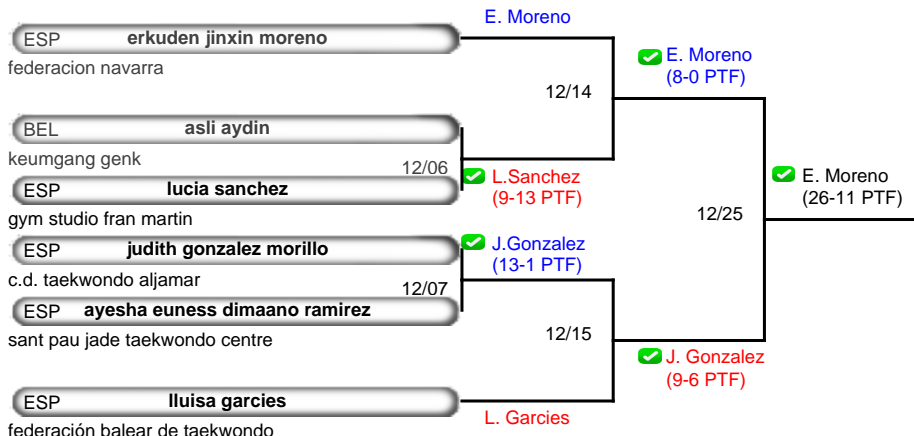 E. Moreno
ESP erkuden jinxin moreno
federacion navarra
E. Moreno
(8-0 PTF)
12/14
BEL asli aydin
keumgang genk
12/06
L.Sanchez
(9-13 PTF)
ESP lucia sanchez
gym studio fran martin
E. Moreno
(26-11 PTF)
12/25
ESP judith gonzalez morillo
c.d. taekwondo aljamar
J.Gonzalez
(13-1 PTF)
12/07
ESP ayesha euness dimaano ramirez
sant pau jade taekwondo centre
12/15
J. Gonzalez
(9-6 PTF)
ESP lluisa garcies
federación balear de taekwondo
L. Garcies